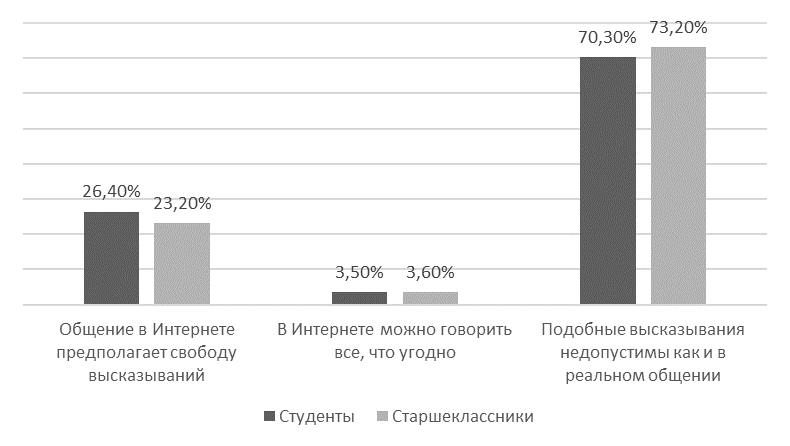 70,30%
73,20%
26,40%
23,20%
3,50%
3,60%
Общение в Интернете
предполагает свободу
высказываний
В Интернете можно говорить
все, что угодно
Подобные высказывания
недопустимы как и в
реальном общении
Студенты
Старшеклассники